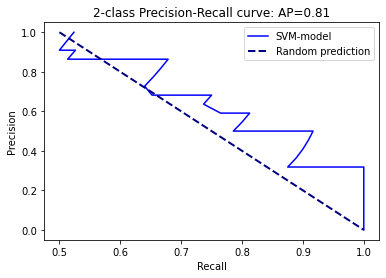 2-class Precision-Recall curve: AP=0.81
SVM-model
Random prediction
1.0
0.8
0.6
0.4
0.2
0.0
Precision
0.5
0.6
0.7
0.8
0.9
1.0
Recall